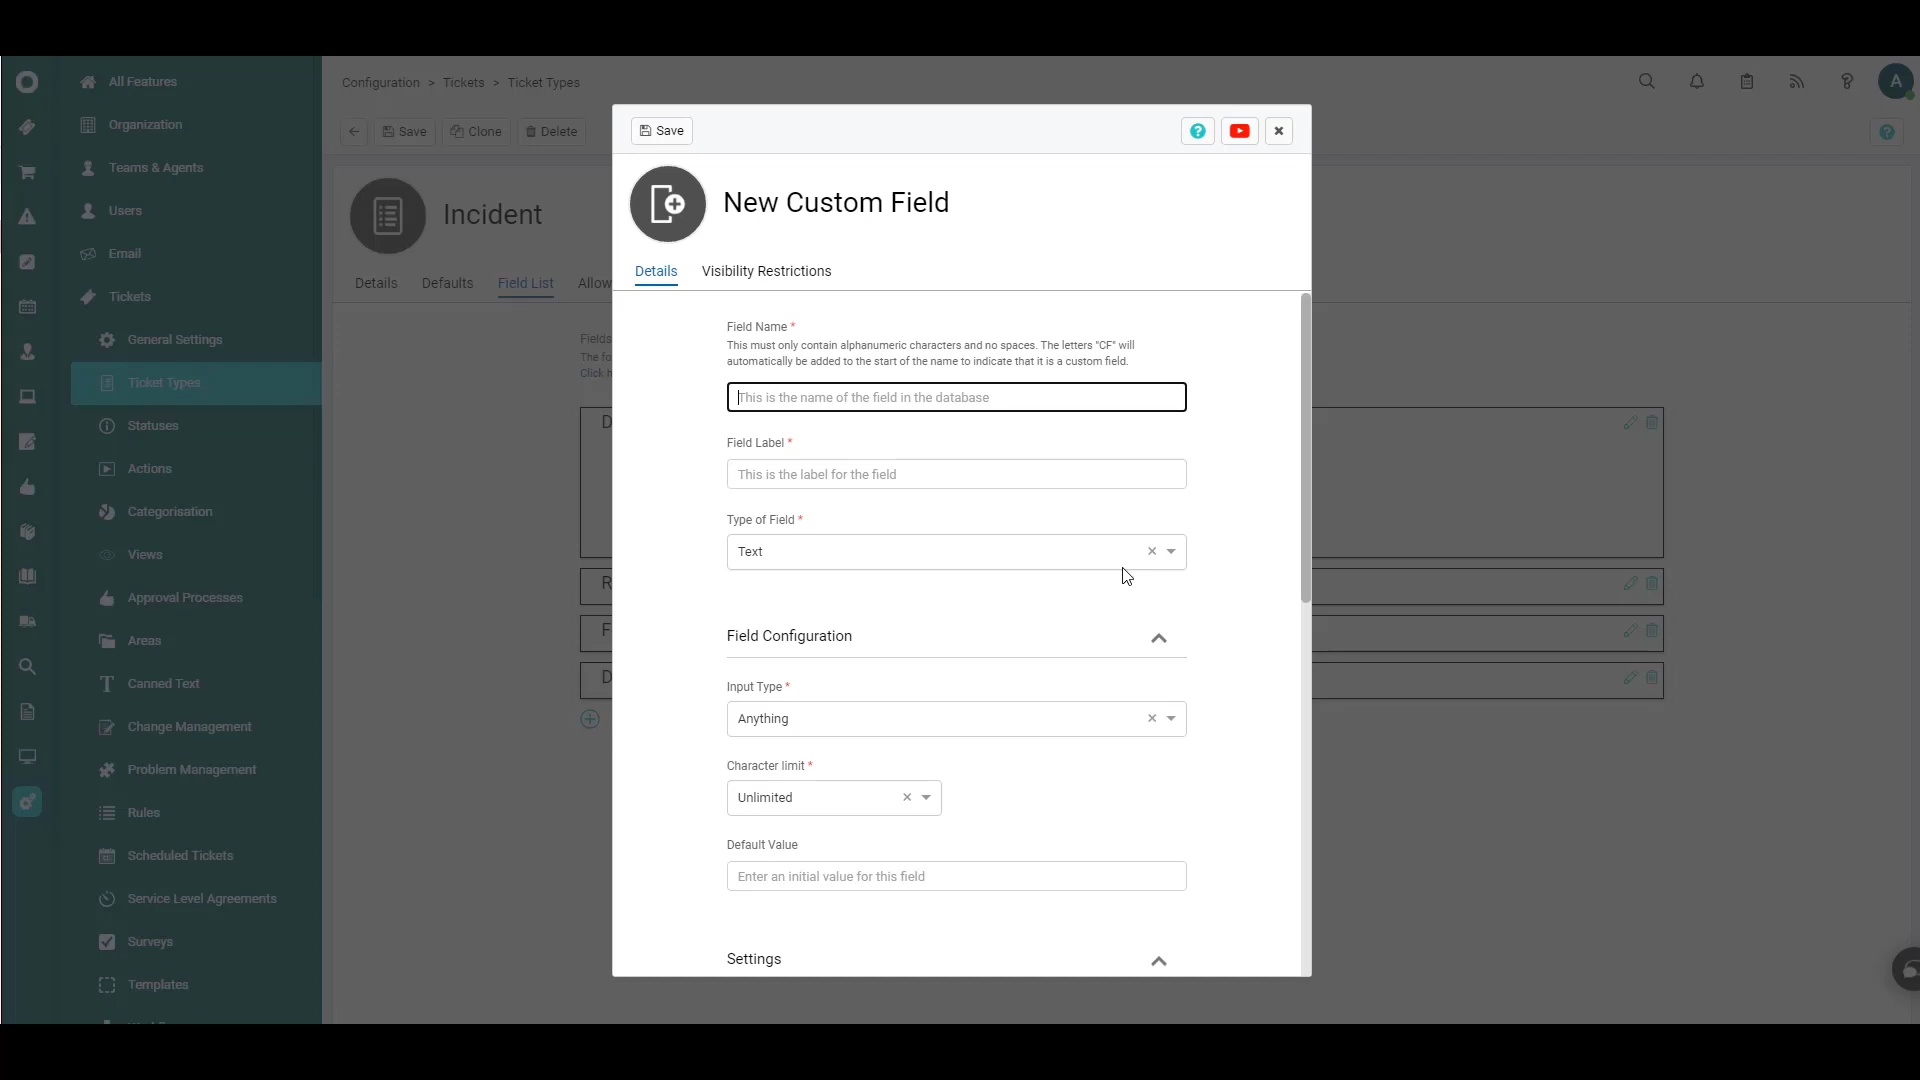 All Features
Organization
Teams & Agents
Users
Email
Tickets
General Settings
Ticket Types
Statuses
Actions
Categorisation
Views
Approval Processes
Areas
Canned Text
Change Management
Problem Management
Rules
Scheduled Tickets
Service Level Agreements
Surveys
Templates
Configuration > Tickets > Ticket Types
A
Save Clone Delete
Incident
Details Defaults Field List Allow
Fields
The fo
Click h
D
R
F
D
Save
New Custom Field
Details Visibility Restrictions
Field Name *
This must only contain alphanumeric characters and no spaces. The letters "CF" will
automatically be added to the start of the name to indicate that it is a custom field.
This is the name of the field in the database
Field Label *
This is the label for the field
Type of Field *
Text
Field Configuration
Input Type *
Anything
Character limit *
Unlimited
Default Value
Enter an initial value for this field
Settings